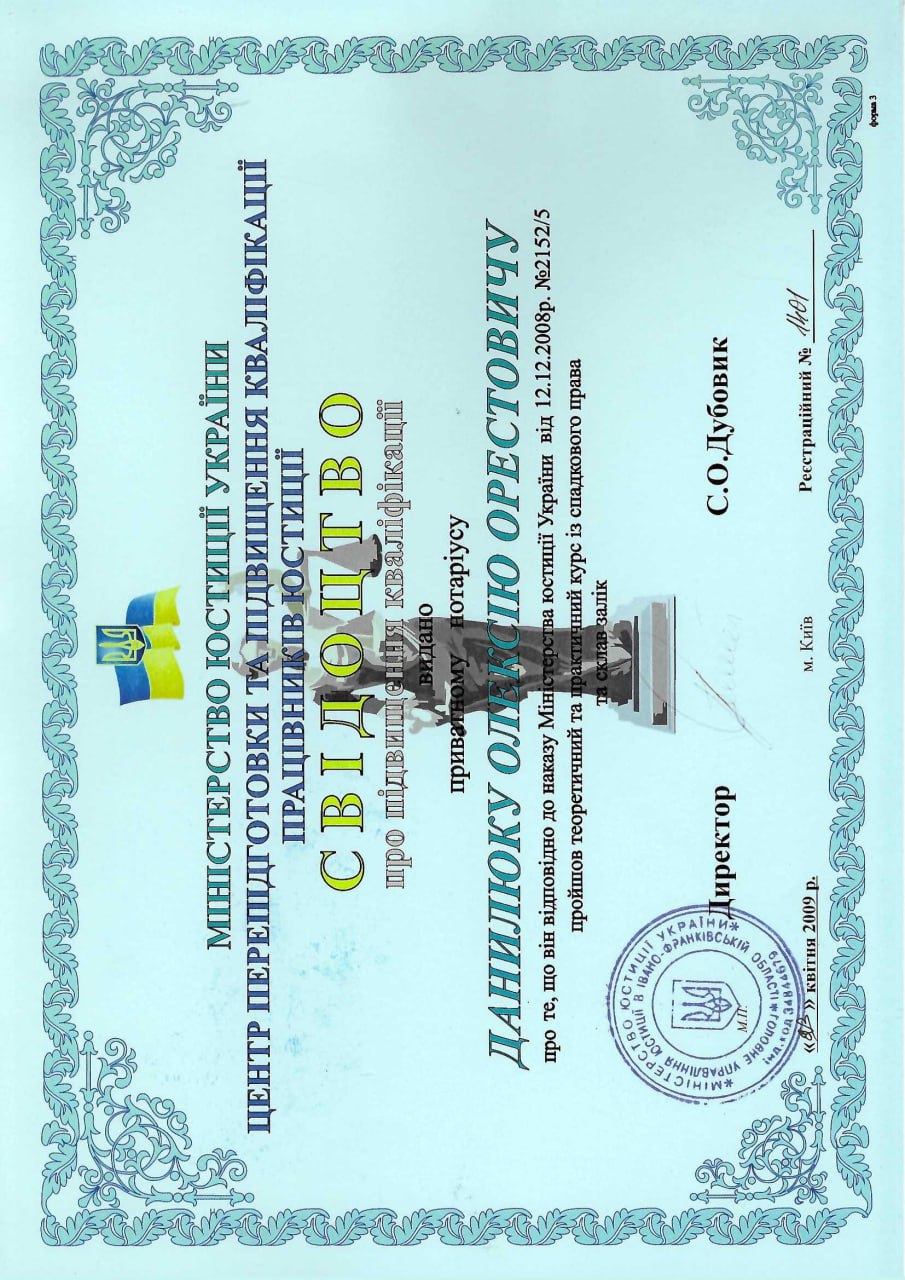 форма 3
МІНІСТЕРСТВО ЮСТИЦІЇ УКРАЇНИ
ЦЕНТР ПЕРЕПІДГОТОВКИ ТА ПІДВИЩЕННЯ КВАЛІФІКАЦІЇ
ПРАЦІВНИКІВ ЮСТИЦІЇ
СВІДОЦТВО
про підвищення кваліфікації
видано
приватному нотаріусу
ДАНИЛЮКУ ОЛЕКСІЮ ОРЕСТОВИЧУ
про те, що він відповідно до наказу Міністерства юстиції України від 12.12.2008р. №2152/5
пройшов теоретичний та практичний курс із спадкового права
та склав залік
Директор С.О.Дубовик
*МІНІСТЕРСТВО ЮСТИЦІЇ УКРАЇНИ*
ГОЛОВНЕ УПРАВЛІННЯ ЮСТИЦІЇ В ІВАНО-ФРАНКІВСЬКІЙ ОБЛАСТІ*
Ід. код 34944679
М.П.
« » квітня 2009 р. м. Київ Реєстраційний № 1401